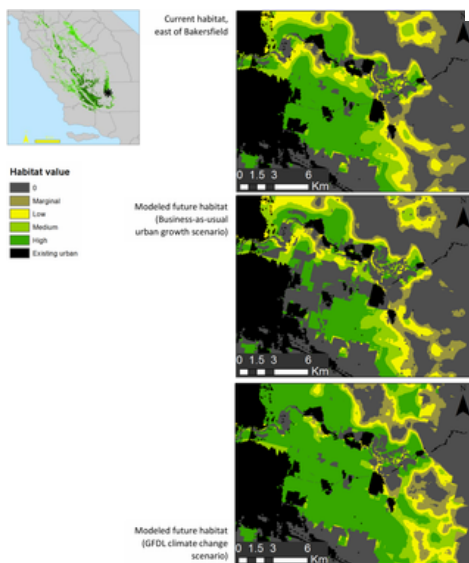 Current habitat,
east of Bakersfield
0 1.5 3 6
Km
Habitat value
0
Marginal
Low
Medium
High
Existing urban
Modeled future habitat
(Business-as-usual
urban growth scenario)
0 1.5 3 6
Km
Modeled future habitat
(GFDL climate change
scenario)
0 1.5 3 6
Km